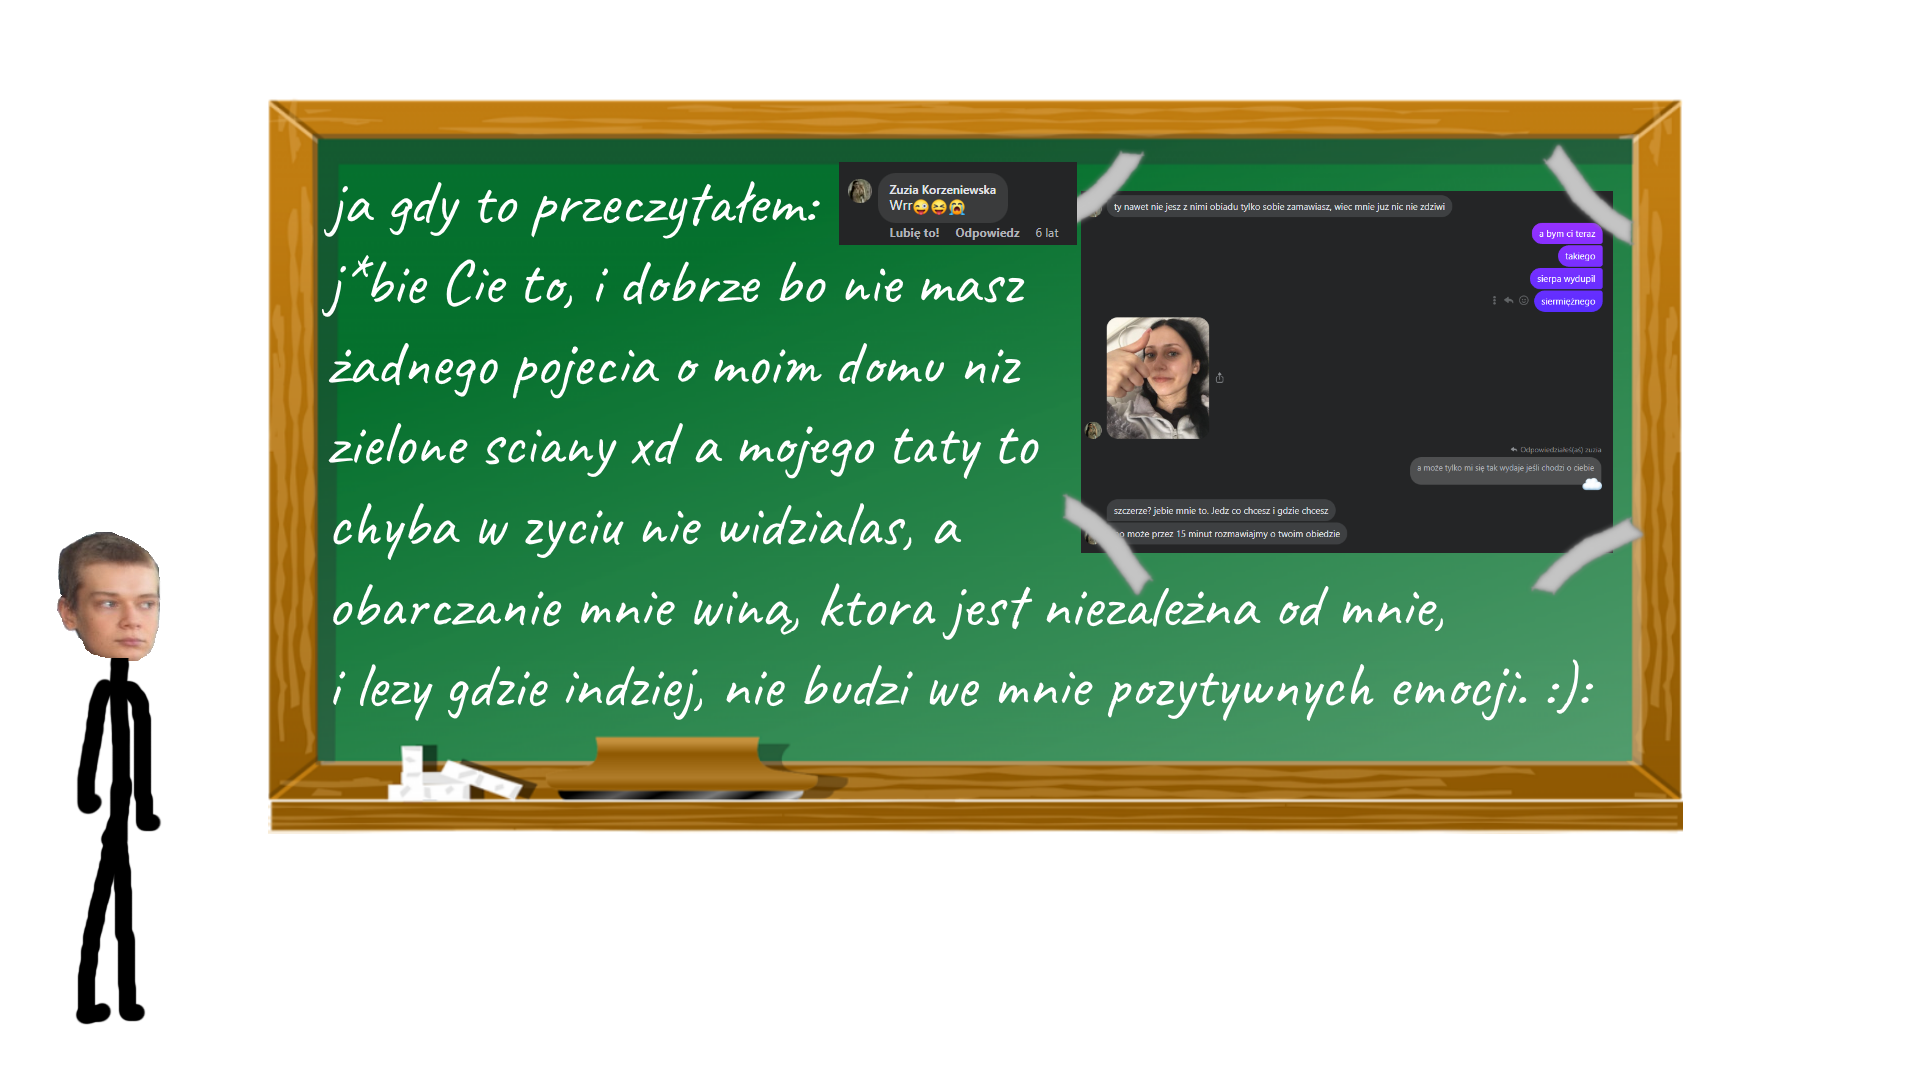 ja gdy to przeczytałem:
Zuzia Korzeniewska
Wrr😜😝😭
Lubię to! Odpowiedz 6 lat
j*bie Cie to, i dobrze bo nie masz
żadnego pojecia o moim domu niz
zielone sciany xd a mojego taty to
chyba w zyciu nie widzialas, a
obarczanie mnie winą, ktora jest niezależna od mnie,
i lezy gdzie indziej, nie budzi we mnie pozytywnych emocji. :):
ty nawet nie jesz z nimi obiadu tylko sobie zamawiasz, wiec mnie juz nic nie zdziwi
a bym ci teraz
takiego
sierpa wydupił
siermiężnego
Odpowiedziałeś(aś) zuzia
a może tylko mi się tak wydaje jeśli chodzi o ciebie
szczerze? jebie mnie to. Jedz co chcesz i gdzie chcesz
może przez 15 minut rozmawiajmy o twoim obiedzie